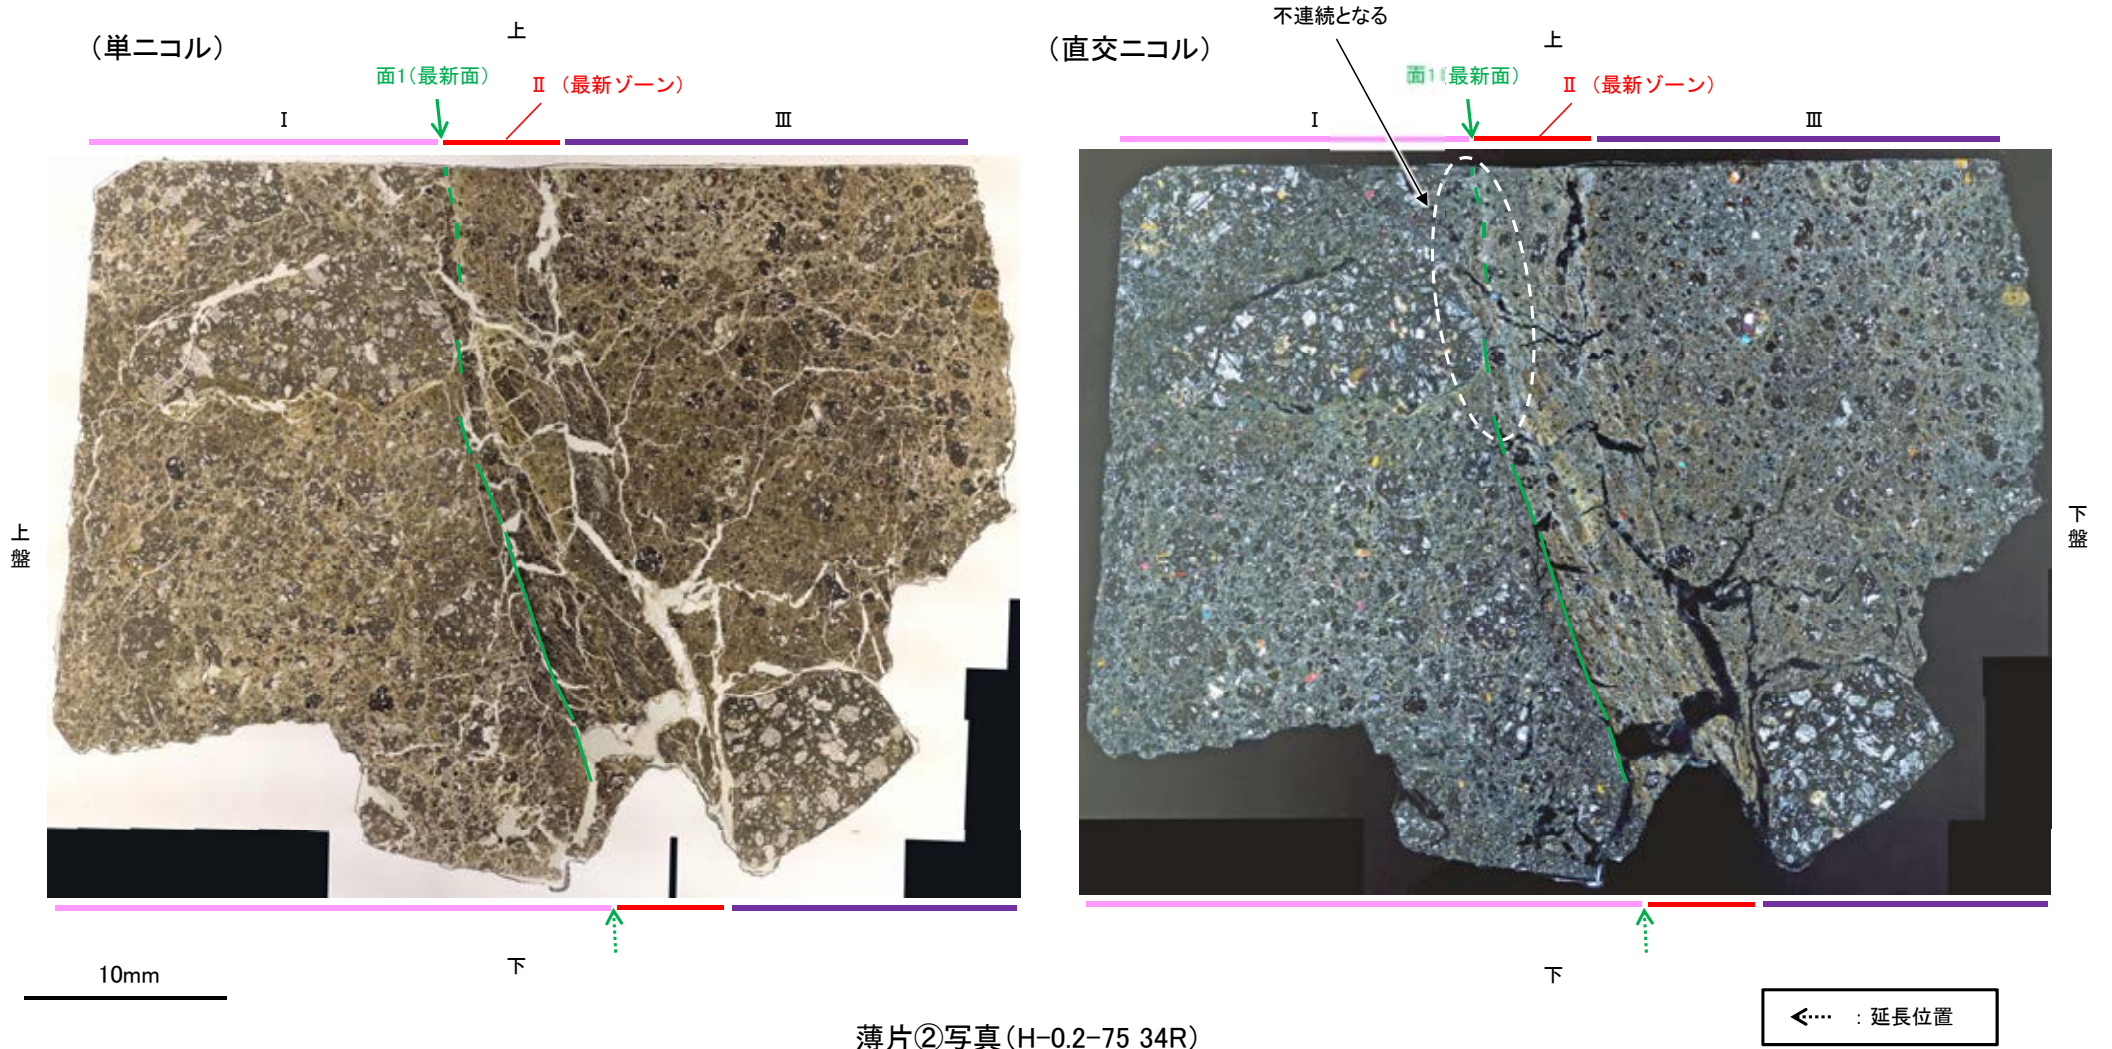 不連続となる
(単ニコル)
上
面1(最新面)
Ⅱ (最新ゾーン)
Ⅰ
Ⅲ
上盤
下
10mm
(直交ニコル)
上
面1(最新面)
Ⅱ (最新ゾーン)
Ⅰ
Ⅲ
下盤
下
:延長位置
薄片②写真(H-0.2-75 34R)